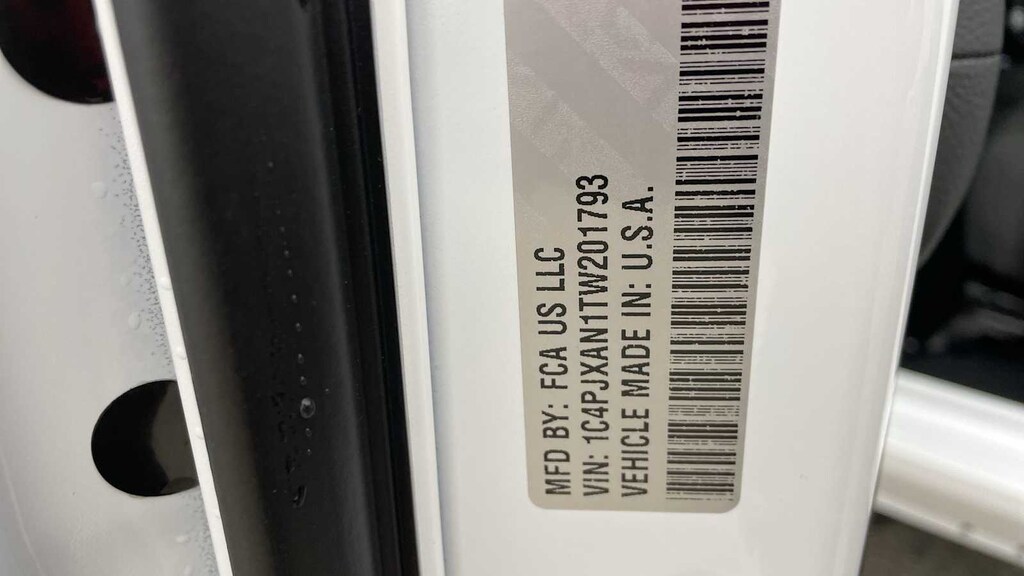 MFD BY: FCA US LLC
VIN: 1C4PJXAN1TW201793
VEHICLE MADE IN: U.S.A.